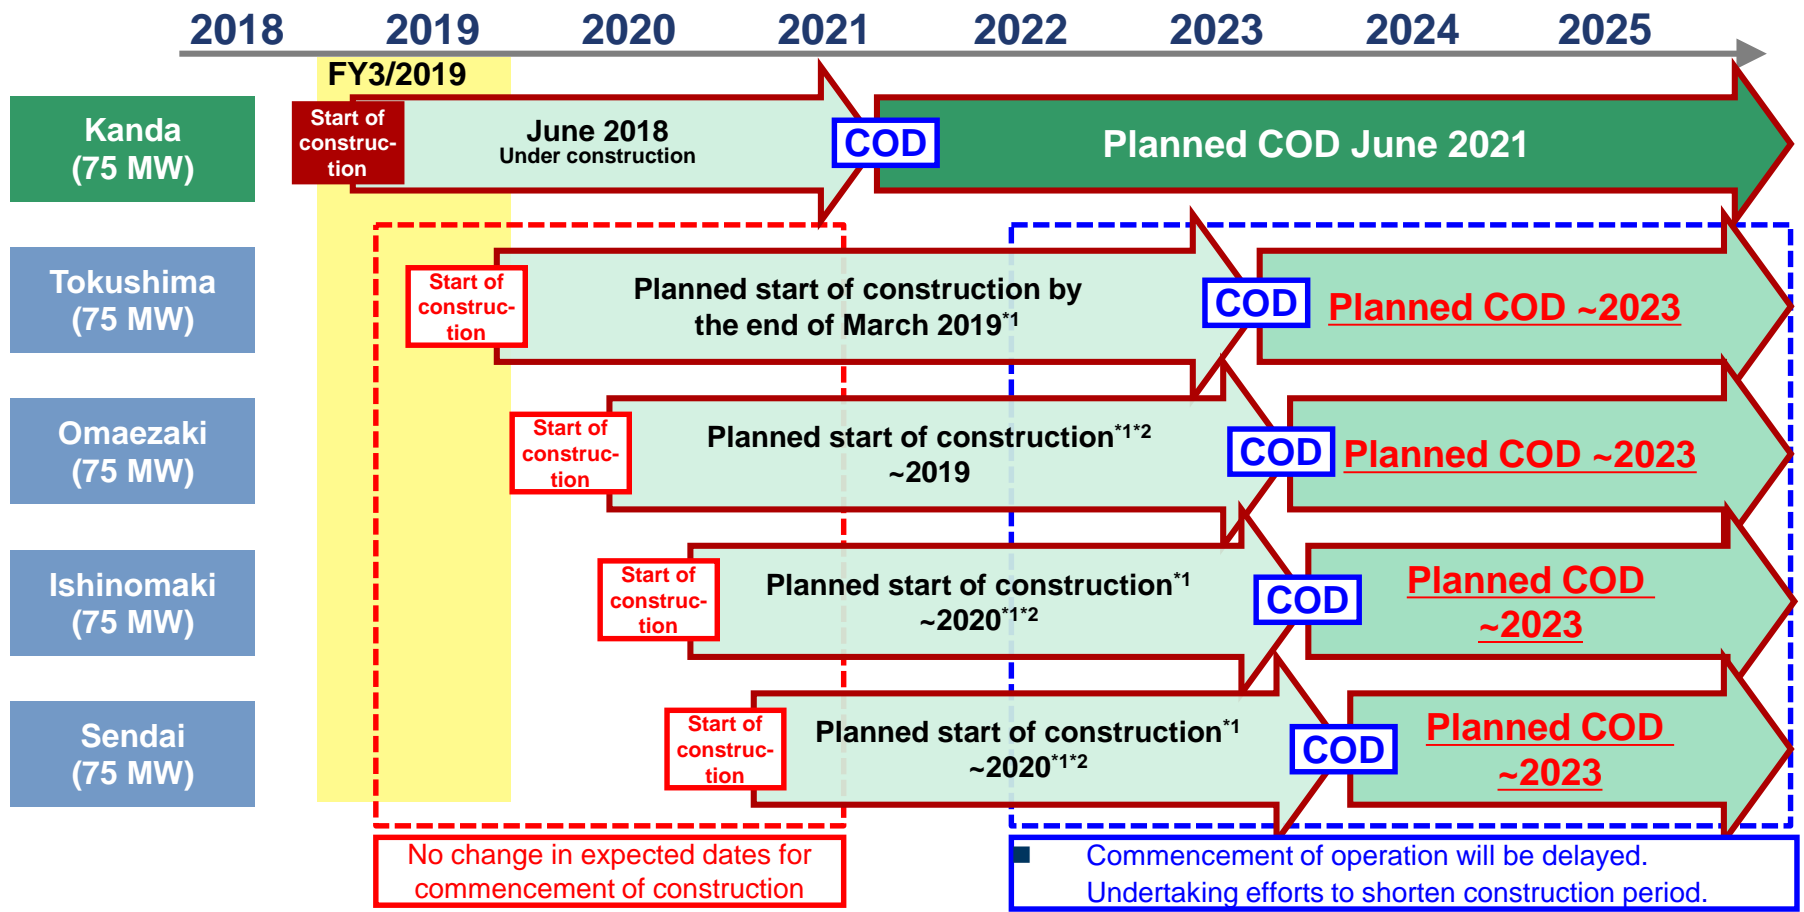 2018 2019 2020 2021 2022 2023 2024 2025
FY3/2019
Kanda
(75 MW)
Start of
construc-
tion
June 2018
Under construction
COD
Planned COD June 2021
Tokushima
(75 MW)
Start of
construc-
tion
Planned start of construction by
the end of March 2019*1
COD
Planned COD ~2023
Omaezaki
(75 MW)
Start of
construc-
tion
Planned start of construction*1*2
~2019
COD
Planned COD ~2023
Ishinomaki
(75 MW)
Start of
construc-
tion
Planned start of construction*1
~2020*1*2
COD
Planned COD
~2023
Sendai
(75 MW)
Start of
construc-
tion
Planned start of construction*1
~2020*1*2
COD
Planned COD
~2023
No change in expected dates for
commencement of construction
■ Commencement of operation will be delayed.
Undertaking efforts to shorten construction period.